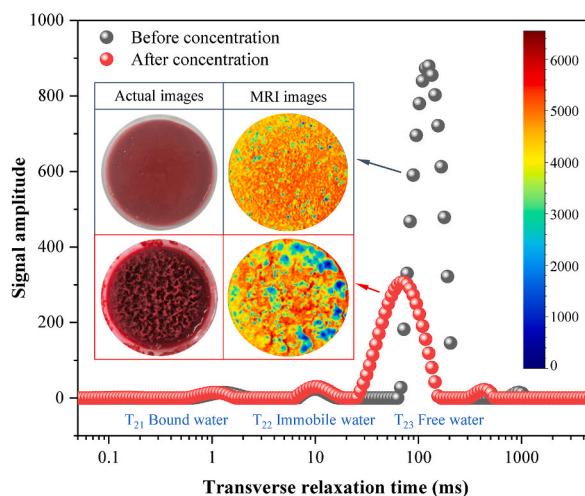 Before concentration
After concentration
Actual images
MRI images
Signal amplitude
1000
800
600
400
200
0
T21 Bound water
T22 Immobile water
T23 Free water
0.1
1
10
100
1000
Transverse relaxation time (ms)
6000
5000
4000
3000
2000
1000
0